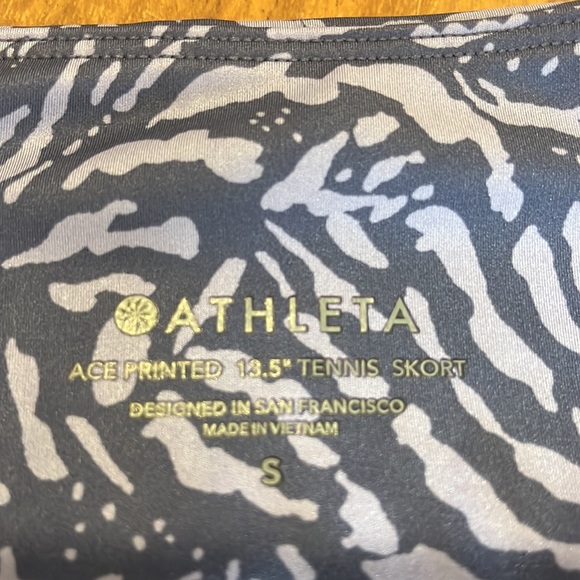 ATHLETA
ACE PRINTED 13.5" TENNIS SKORT
DESIGNED IN SAN FRANCISCO
MADE IN VIETNAM
S